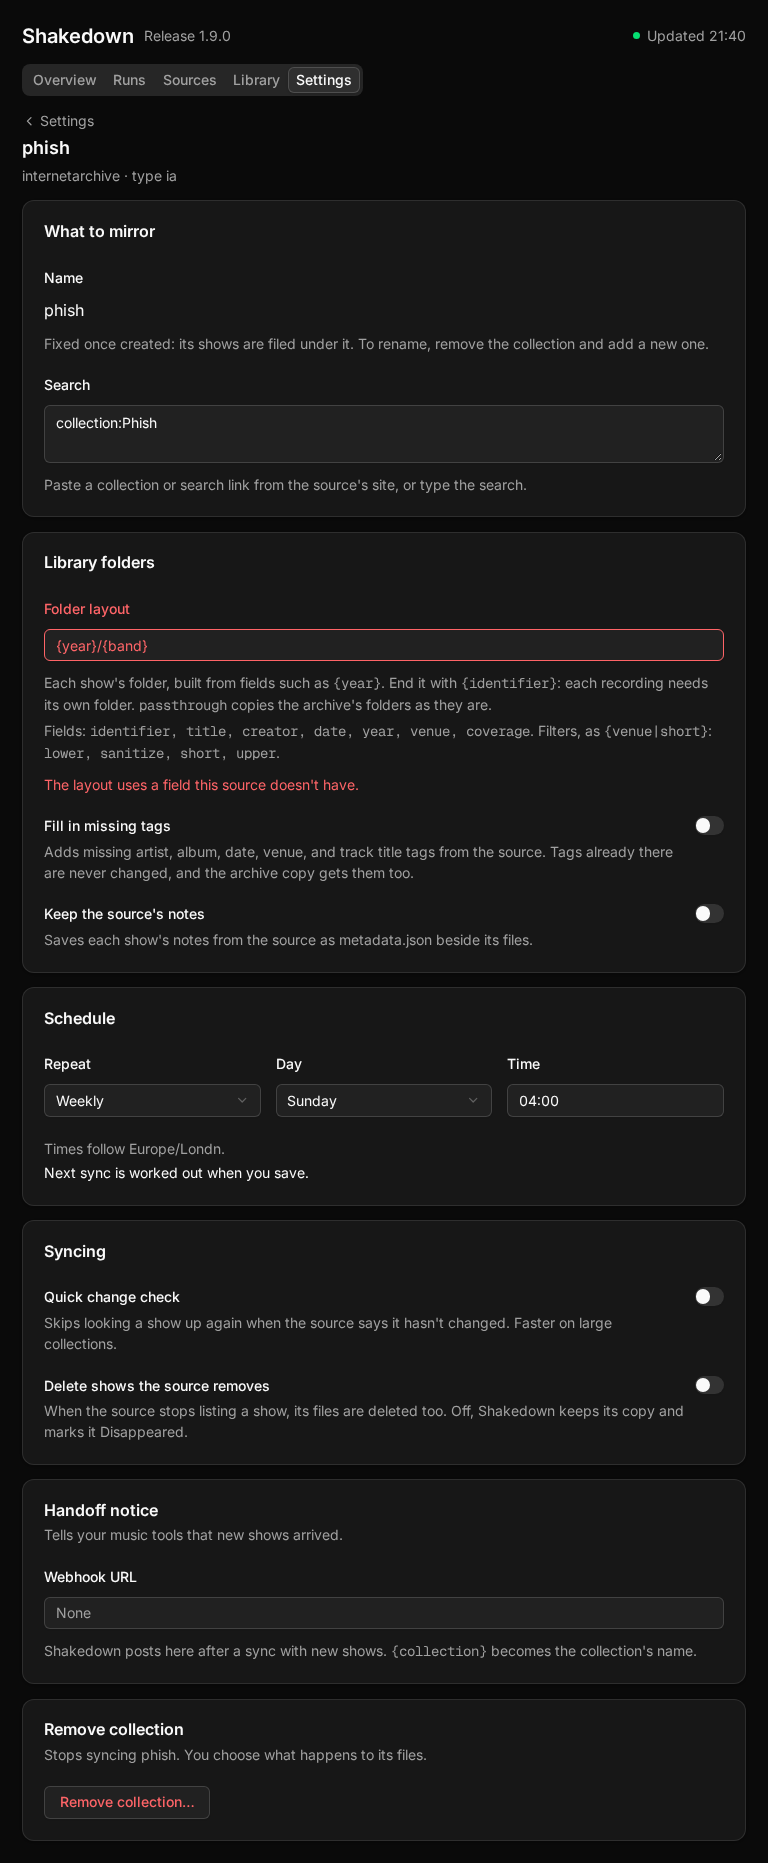 Shakedown Release 1.9.0
Updated 21:40
Overview Runs Sources Library Settings
Settings
phish
internetarchive · type ia
What to mirror
Name
phish
Fixed once created: its shows are filed under it. To rename, remove the collection and add a new one.
Search
collection:Phish
Paste a collection or search link from the source's site, or type the search.
Library folders
Folder layout
{year}/{band}
Each show's folder, built from fields such as {year}. End it with {identifier}: each recording needs
its own folder. passthrough copies the archive's folders as they are.
Fields: identifier, title, creator, date, year, venue, coverage. Filters, as {venue|short}:
lower, sanitize, short, upper.
The layout uses a field this source doesn't have.
Fill in missing tags
Adds missing artist, album, date, venue, and track title tags from the source. Tags already there
are never changed, and the archive copy gets them too.
Keep the source's notes
Saves each show's notes from the source as metadata.json beside its files.
Schedule
Repeat Day Time
Weekly Sunday 04:00
Times follow Europe/Londn.
Next sync is worked out when you save.
Syncing
Quick change check
Skips looking a show up again when the source says it hasn't changed. Faster on large
collections.
Delete shows the source removes
When the source stops listing a show, its files are deleted too. Off, Shakedown keeps its copy and
marks it Disappeared.
Handoff notice
Tells your music tools that new shows arrived.
Webhook URL
None
Shakedown posts here after a sync with new shows. {collection} becomes the collection's name.
Remove collection
Stops syncing phish. You choose what happens to its files.
Remove collection...